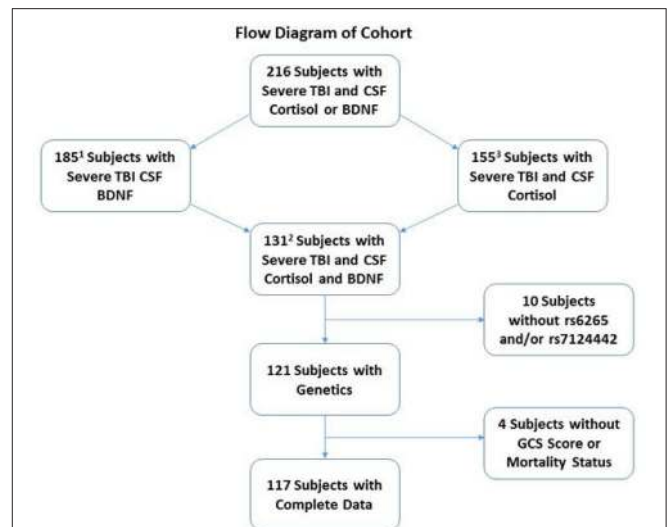 Flow Diagram of Cohort
216 Subjects with
Severe TBI and CSF
Cortisol or BDNF
185¹ Subjects with
Severe TBI CSF
BDNF
155³ Subjects with
Severe TBI and CSF
Cortisol
131² Subjects with
Severe TBI and CSF
Cortisol and BDNF
10 Subjects
without rs6265
and/or rs7124442
121 Subjects with
Genetics
4 Subjects without
GCS Score or
Mortality Status
117 Subjects with
Complete Data